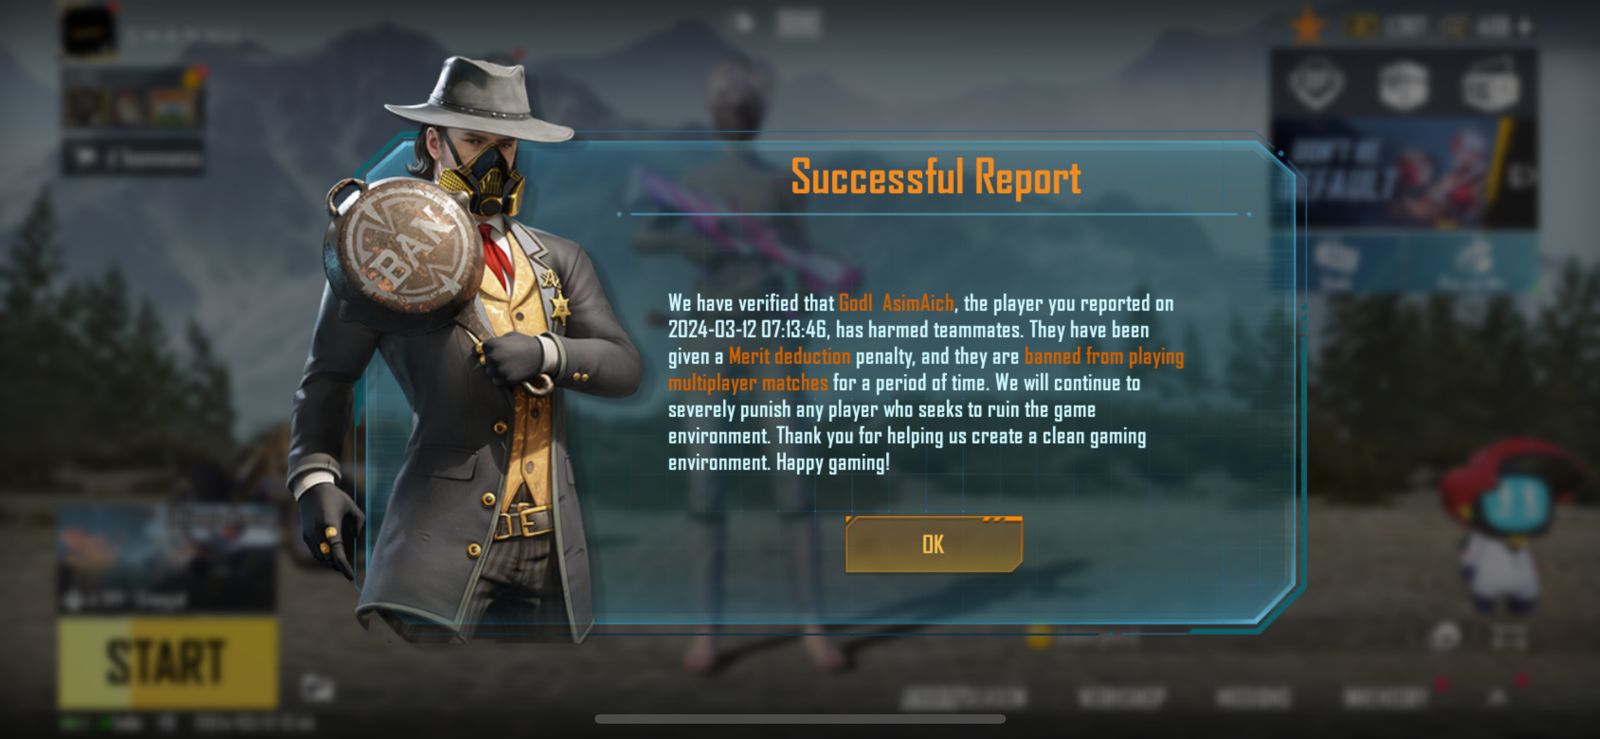 BAN
Successful Report
We have verified that Godl AsimAich, the player you reported on
2024-03-12 07:13:46, has harmed teammates. They have been
given a Merit deduction penalty, and they are banned from playing
multiplayer matches for a period of time. We will continue to
severely punish any player who seeks to ruin the game
environment. Thank you for helping us create a clean gaming
environment. Happy gaming!
OK
START